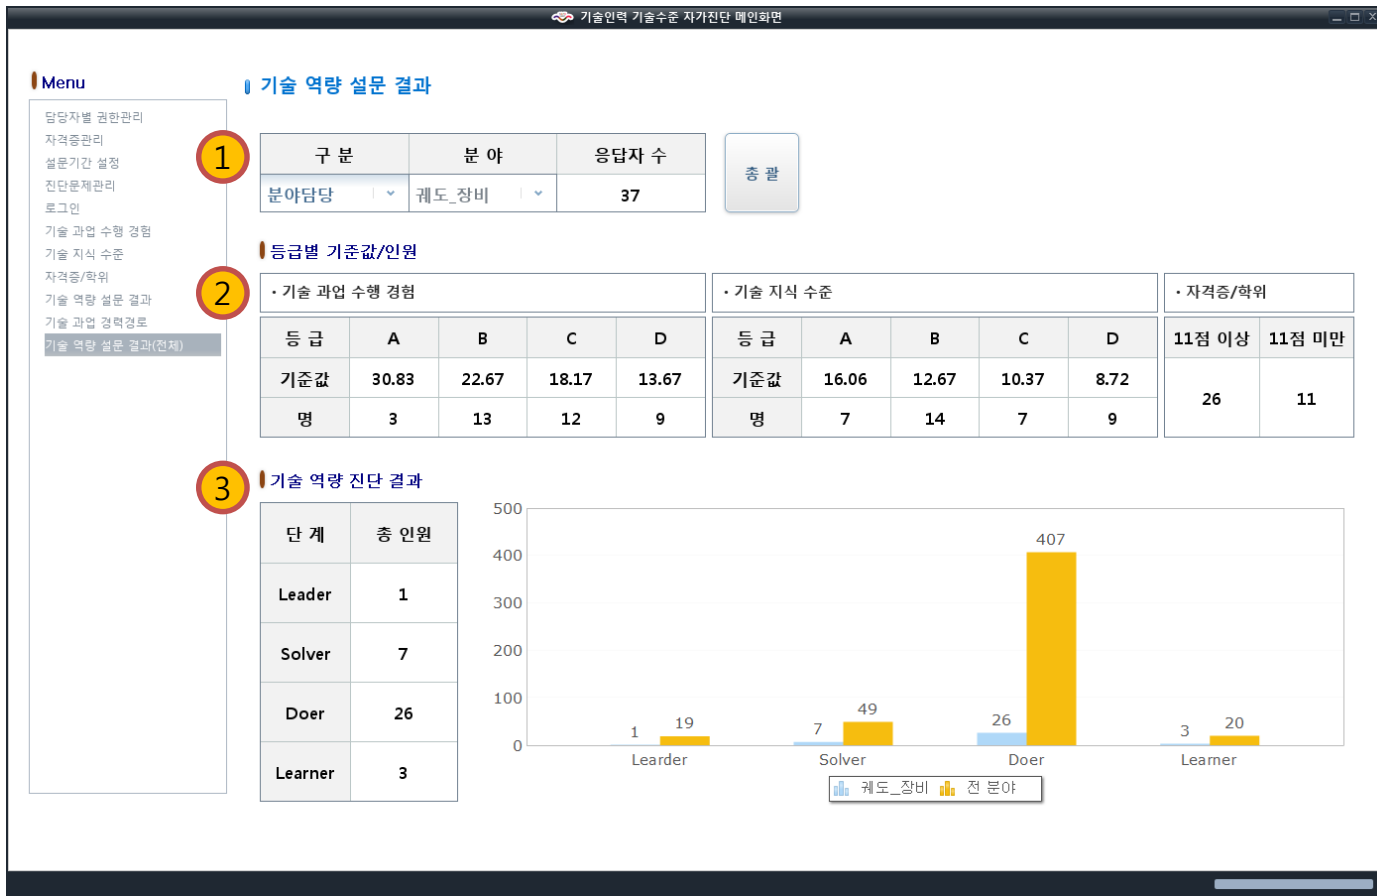 기술인력 기술수준 자가진단 메인화면
Menu
담당자별 권한관리
자격증관리
설문기간 설정
진단문제관리
로그인
기술 과업 수행 경험
기술 지식 수준
자격증/학위
기술 역량 설문 결과
기술 과업 경력경로
기술 역량 설문 결과(전체)
기술 역량 설문 결과
1
구 분 분 야 응답자 수
분야담당 궤도_장비 37
총 괄
등급별 기준값/인원
2
· 기술 과업 수행 경험 · 기술 지식 수준 · 자격증/학위
등 급 A B C D 등 급 A B C D 11점 이상 11점 미만
기준값 30.83 22.67 18.17 13.67 기준값 16.06 12.67 10.37 8.72 26 11
명 3 13 12 9 명 7 14 7 9
3
기술 역량 진단 결과
단 계 총 인원
Leader 1
Solver 7
Doer 26
Learner 3
500
400
300
200
100
0
1 19 7 49 26 407 3 20
Learder Solver Doer Learner
궤도_장비 전 분야